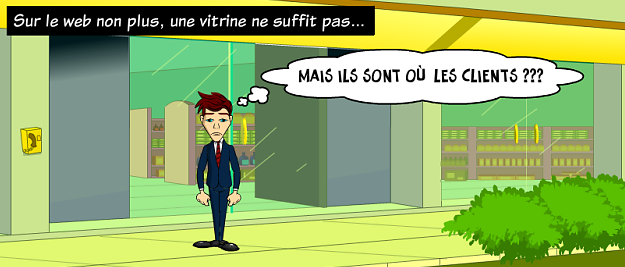 Sur le web non plus, une vitrine ne suffit pas...
MAIS ILS SONT OÙ LES CLIENTS ???